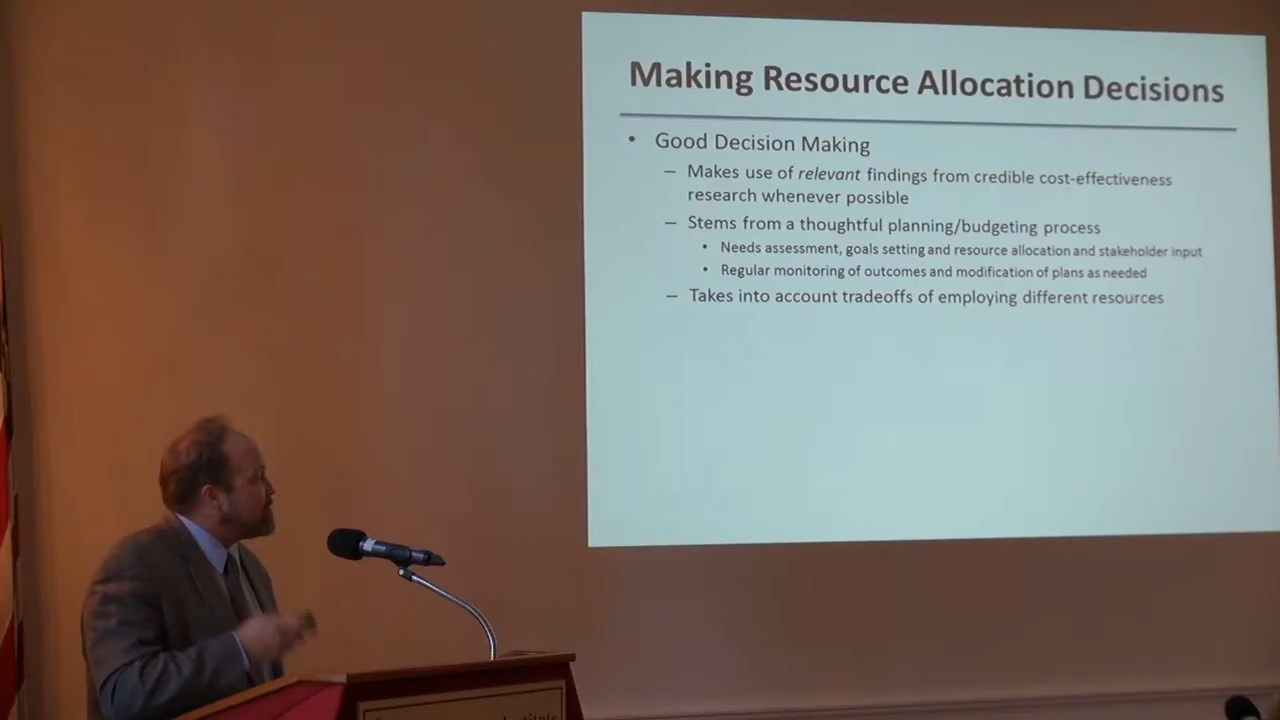 Making Resource Allocation Decisions
• Good Decision Making
– Makes use of relevant findings from credible cost-effectiveness
research whenever possible
– Stems from a thoughtful planning/budgeting process
• Needs assessment, goals setting and resource allocation and stakeholder input
• Regular monitoring of outcomes and modification of plans as needed
– Takes into account tradeoffs of employing different resources